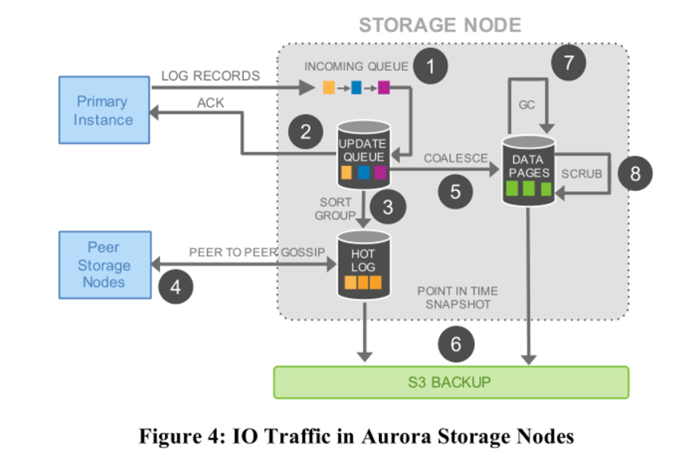 STORAGE NODE
INCOMING QUEUE
1
7
LOG RECORDS
Primary
Instance
ACK
GC
2
UPDATE
QUEUE
COALESCE
5
DATA
PAGES
SCRUB
8
SORT
GROUP
3
Peer
Storage
Nodes
PEER TO PEER GOSSIP
4
HOT
LOG
POINT IN TIME
SNAPSHOT
6
S3 BACKUP
Figure 4: IO Traffic in Aurora Storage Nodes